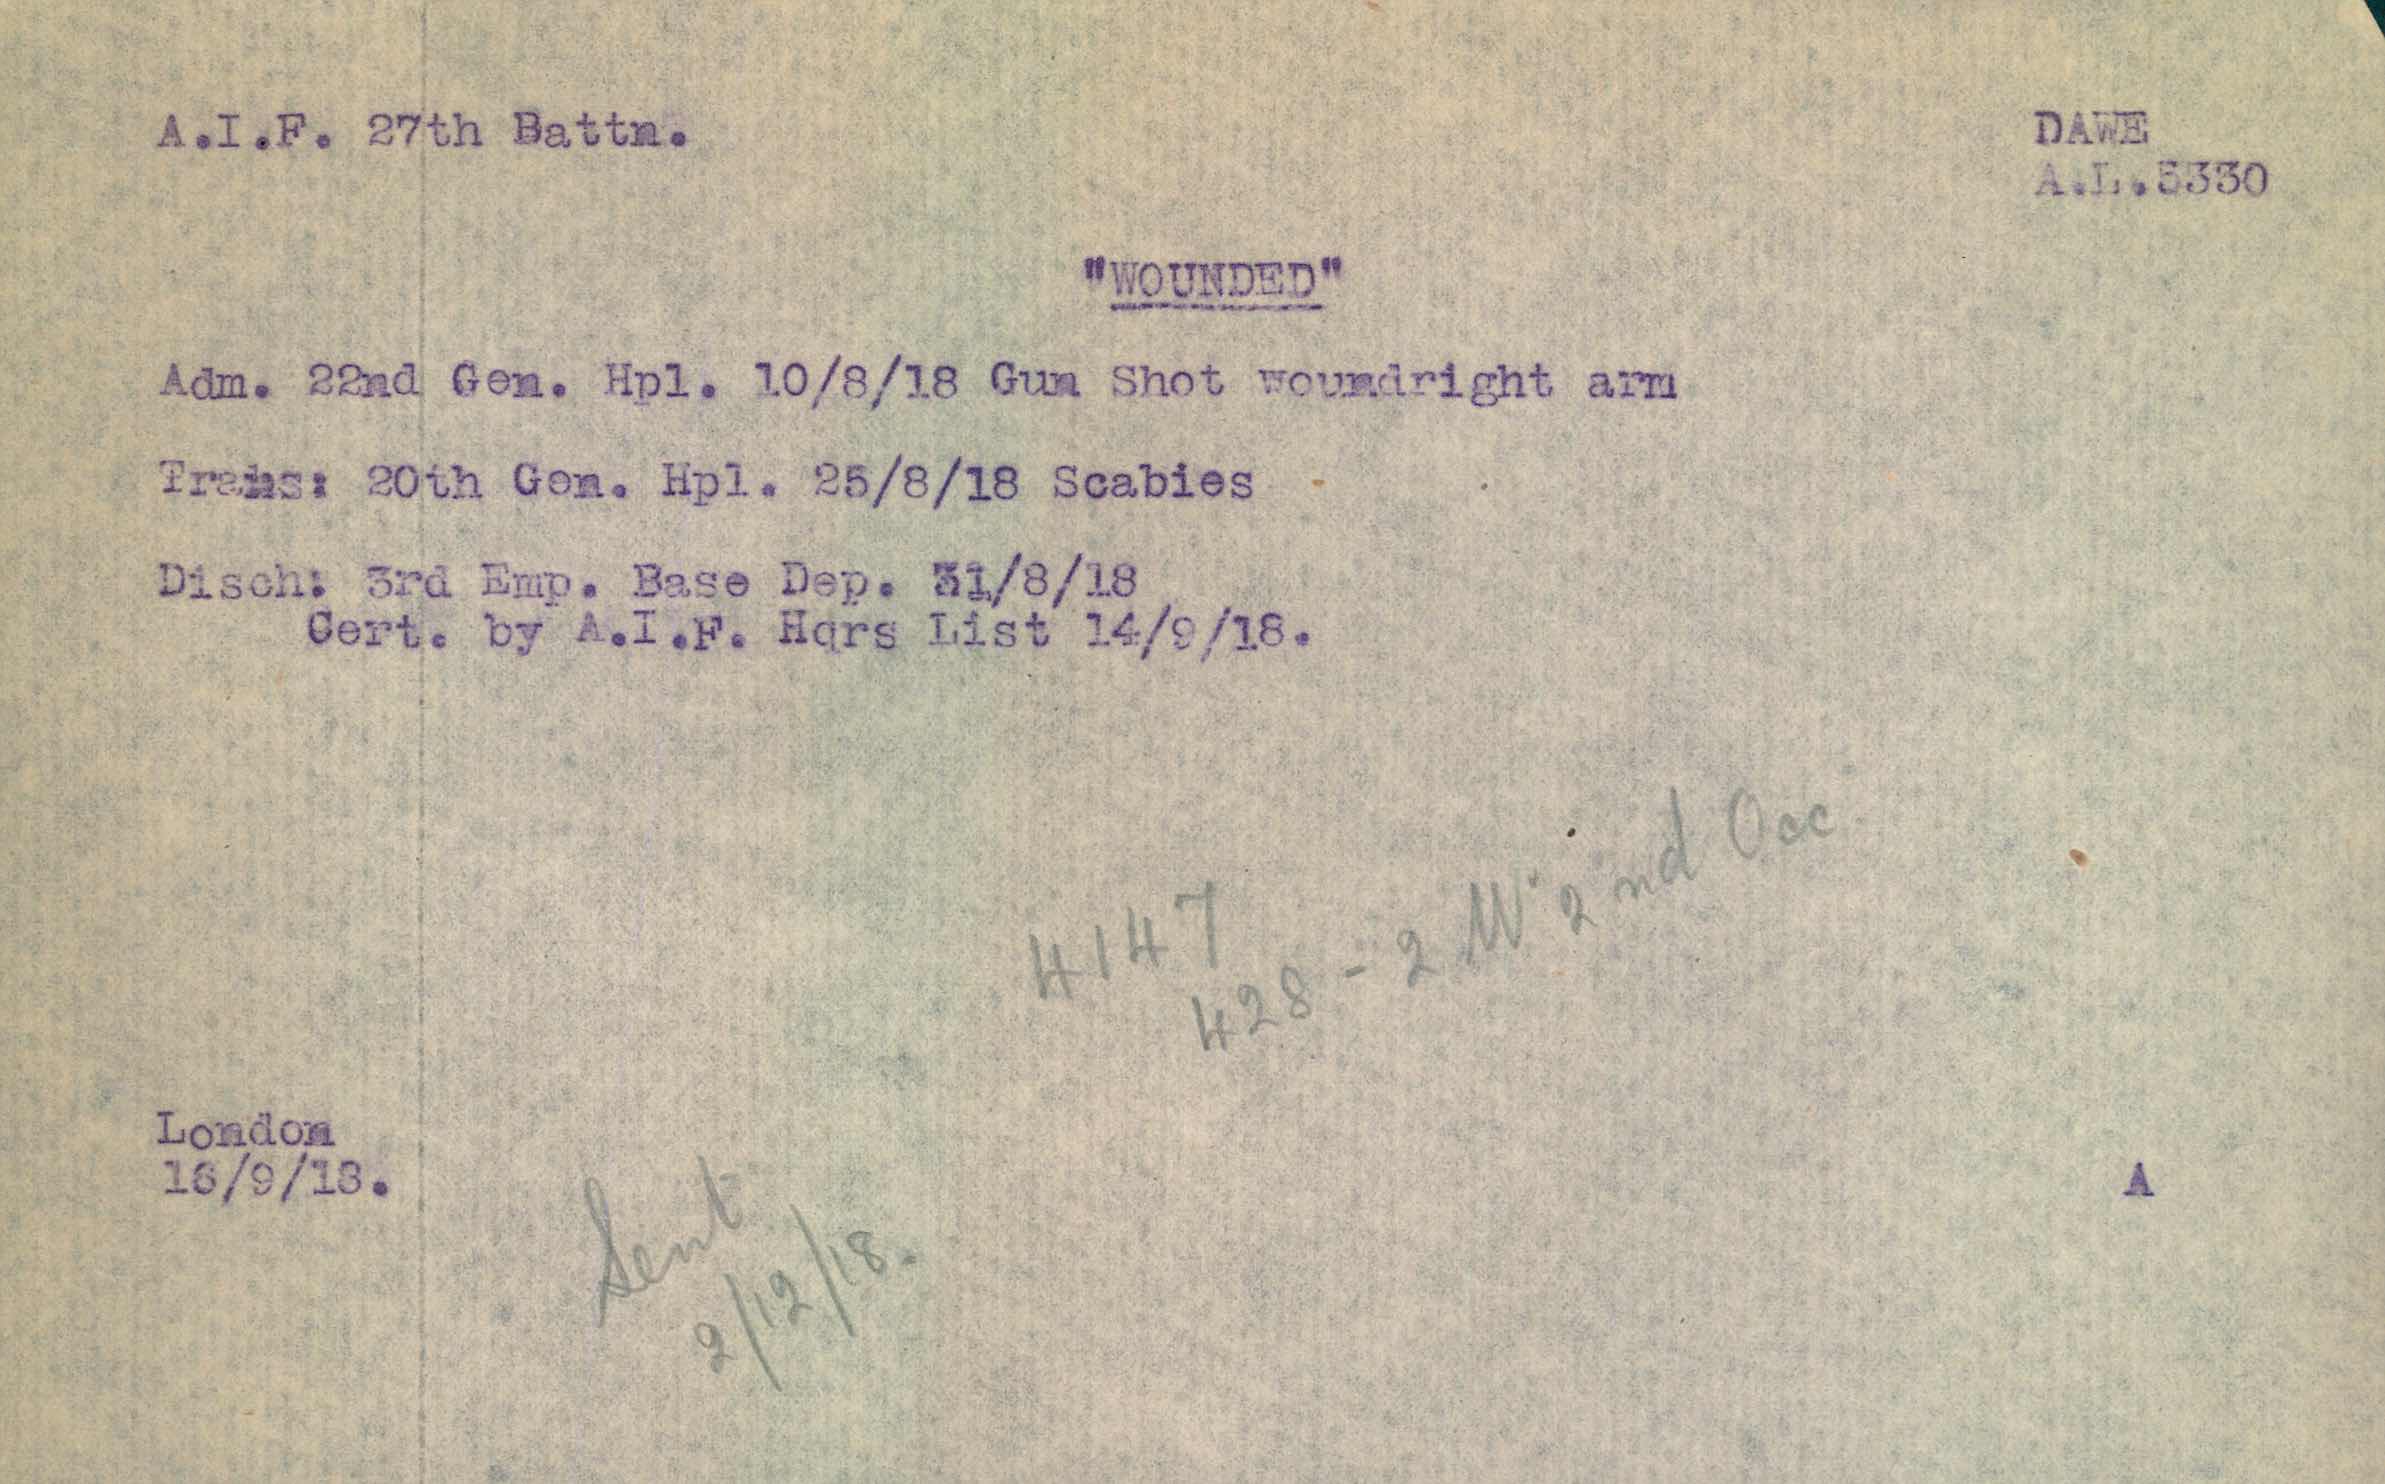 A.I.F. 27th Battn.
DAWE
A.L.5330
"WOUNDED"
Adm. 22nd Gen. Hpl. 10/8/18 Gun Shot woundright arm
Trans: 20th Gen. Hpl. 25/8/18 Scabies
Disch: 3rd Emp. Base Dep. 31/8/18
Cert. by A.I.F. Hqrs List 14/9/18.
4147
428 - 2 W 2nd Occ
London
16/9/18.
A
Sent
2/12/18.